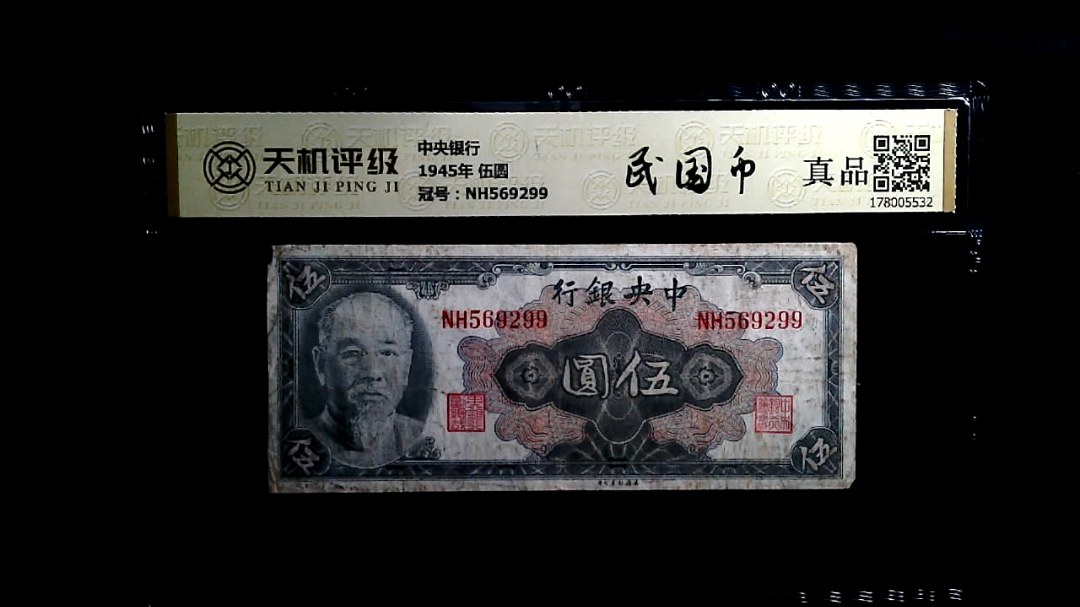 天机评级
TIAN JI PING JI
中央银行
1945年 伍圆
冠号：NH569299
民国币
真品
178005532
伍
伍
中央銀行
NH569299
NH569299
伍圓
伍
伍